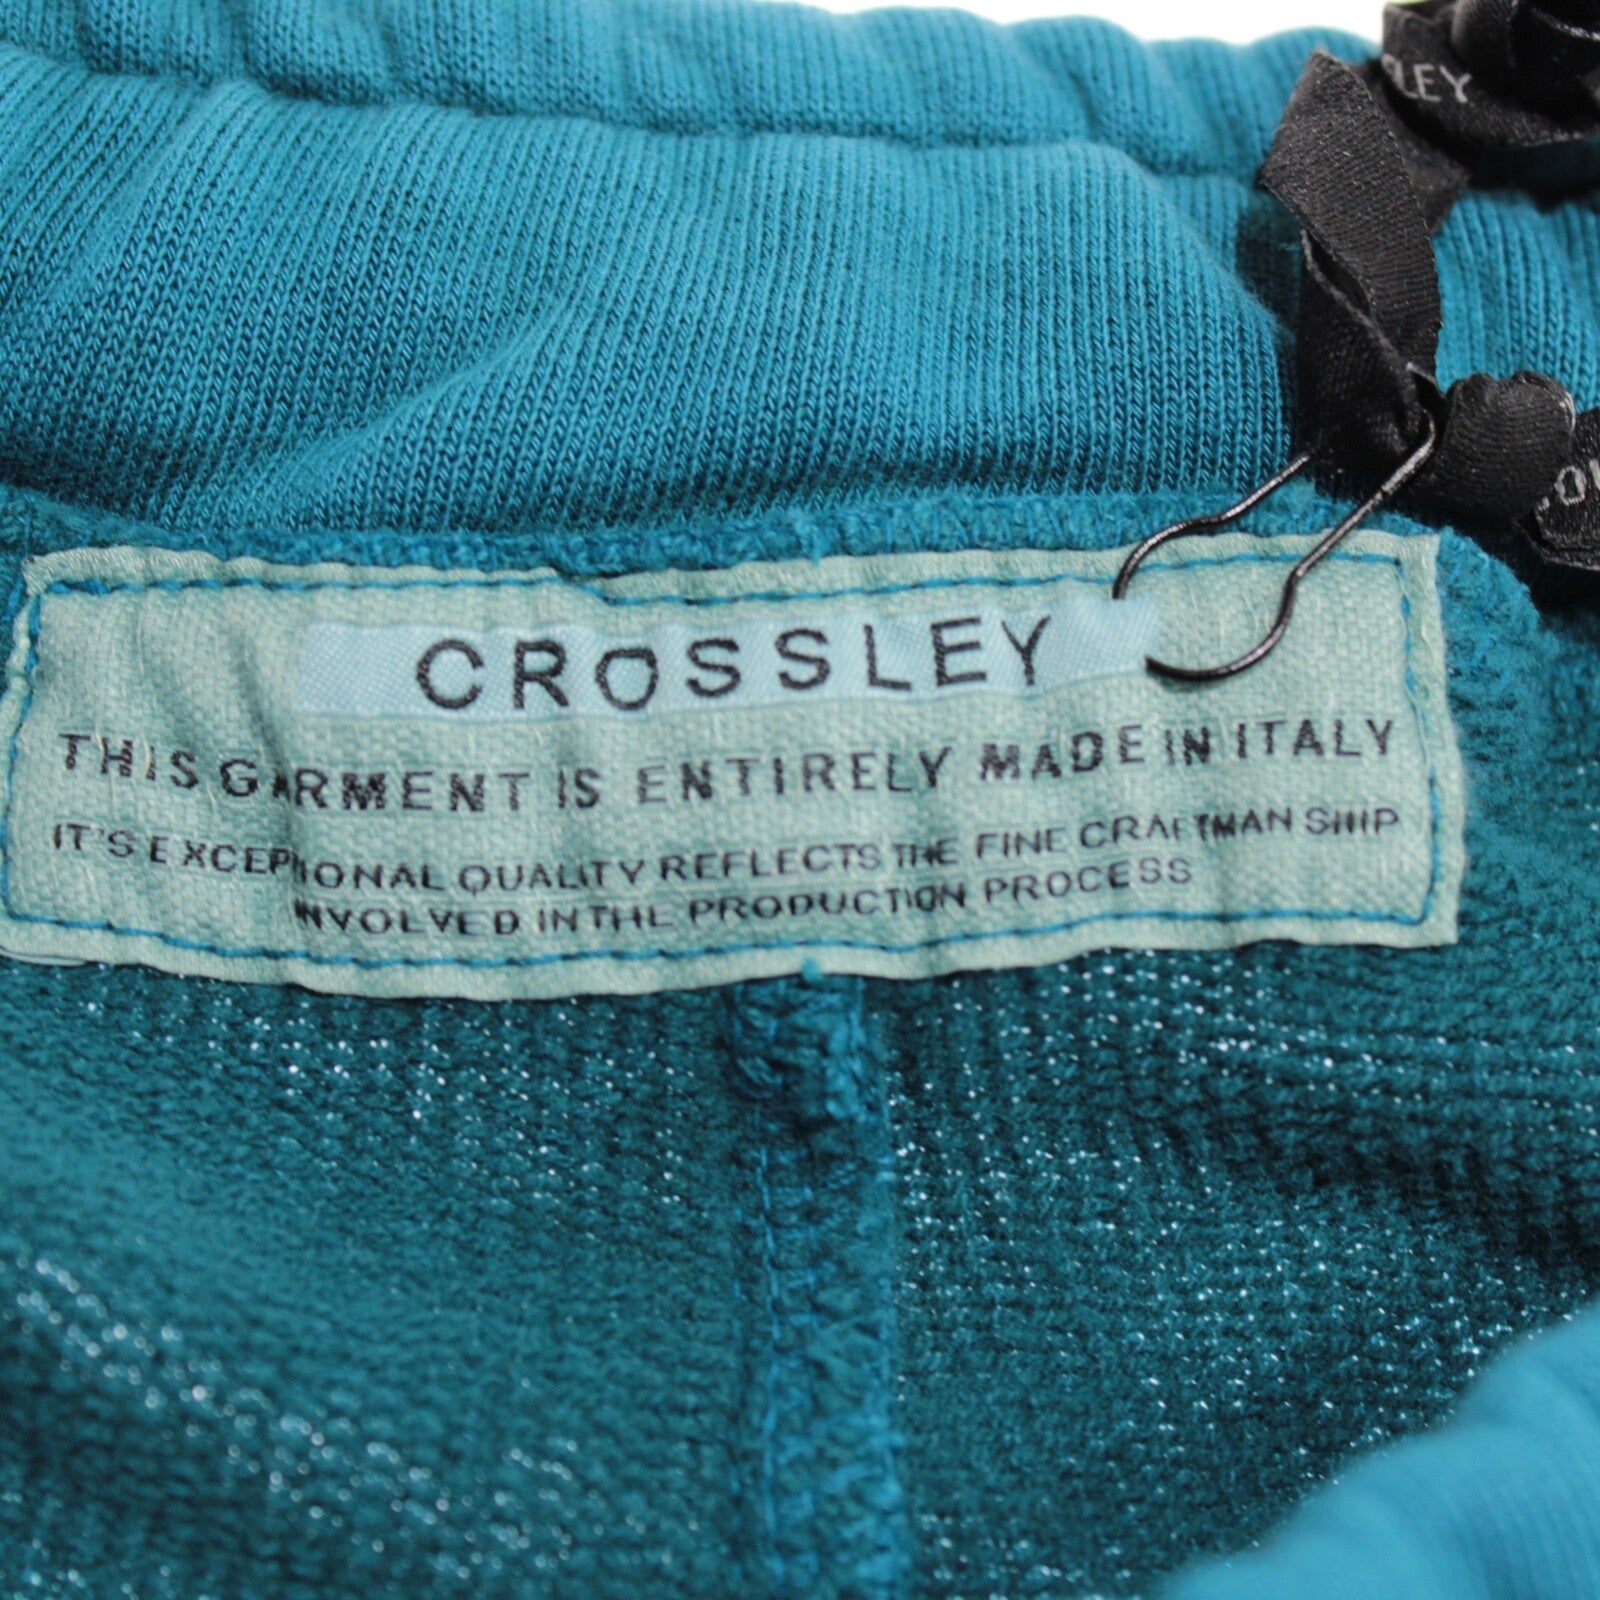 SLEY
CROSSLEY
THIS GARMENT IS ENTIRELY MADE IN ITALY
IT'S EXCEPTIONAL QUALITY REFLECTS THE FINE CRAFTMAN SHIP
INVOLVED IN THE PRODUCTION PROCESS